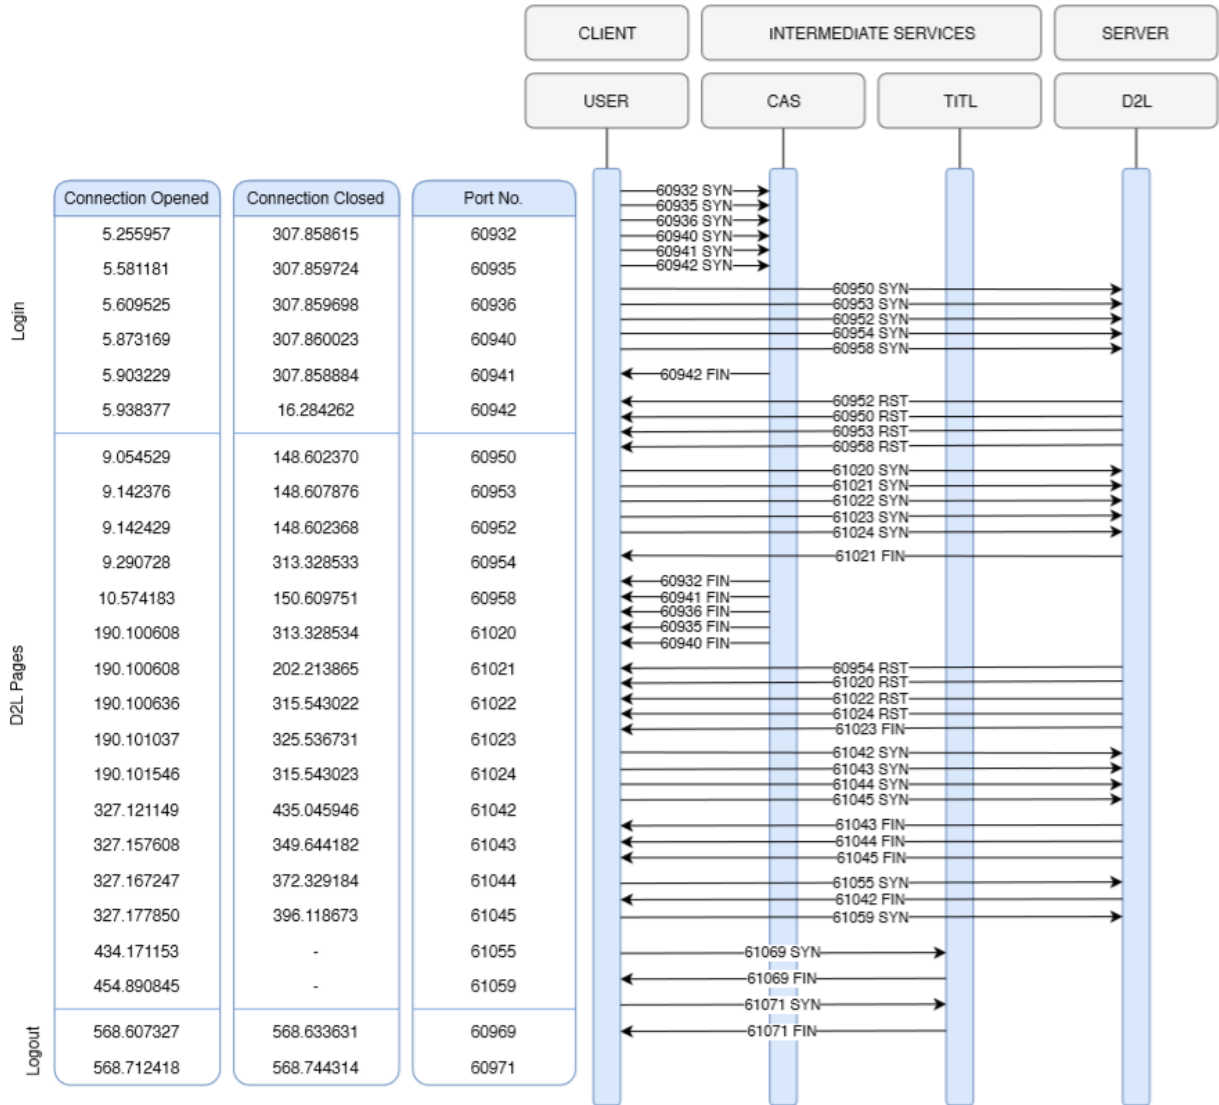 CLIENT INTERMEDIATE SERVICES SERVER
USER CAS TITL D2L
Connection Opened Connection Closed Port No.
Login
5.255957 307.858615 60932
5.581181 307.859724 60935
5.609525 307.859698 60936
5.873169 307.860023 60940
5.903229 307.858884 60941
5.938377 16.284262 60942
D2L Pages
9.054529 148.602370 60950
9.142376 148.607876 60953
9.142429 148.602368 60952
9.290728 313.328533 60954
10.574183 150.609751 60958
190.100608 313.328534 61020
190.100608 202.213865 61021
190.100636 315.543022 61022
190.101037 325.536731 61023
190.101546 315.543023 61024
327.121149 435.045946 61042
327.157608 349.644182 61043
327.167247 372.329184 61044
327.177850 396.118673 61045
434.171153 - 61055
454.890845 - 61059
Logout
568.607327 568.633631 60969
568.712418 568.744314 60971
60932 SYN
60935 SYN
60936 SYN
60940 SYN
60941 SYN
60942 SYN
60950 SYN
60953 SYN
60952 SYN
60954 SYN
60958 SYN
60942 FIN
60952 RST
60950 RST
60953 RST
60958 RST
61020 SYN
61021 SYN
61022 SYN
61023 SYN
61024 SYN
61021 FIN
60932 FIN
60941 FIN
60936 FIN
60935 FIN
60940 FIN
60954 RST
61020 RST
61022 RST
61024 RST
61023 FIN
61042 SYN
61043 SYN
61044 SYN
61045 SYN
61043 FIN
61044 FIN
61045 FIN
61055 SYN
61042 FIN
61059 SYN
61069 SYN
61069 FIN
61071 SYN
61071 FIN